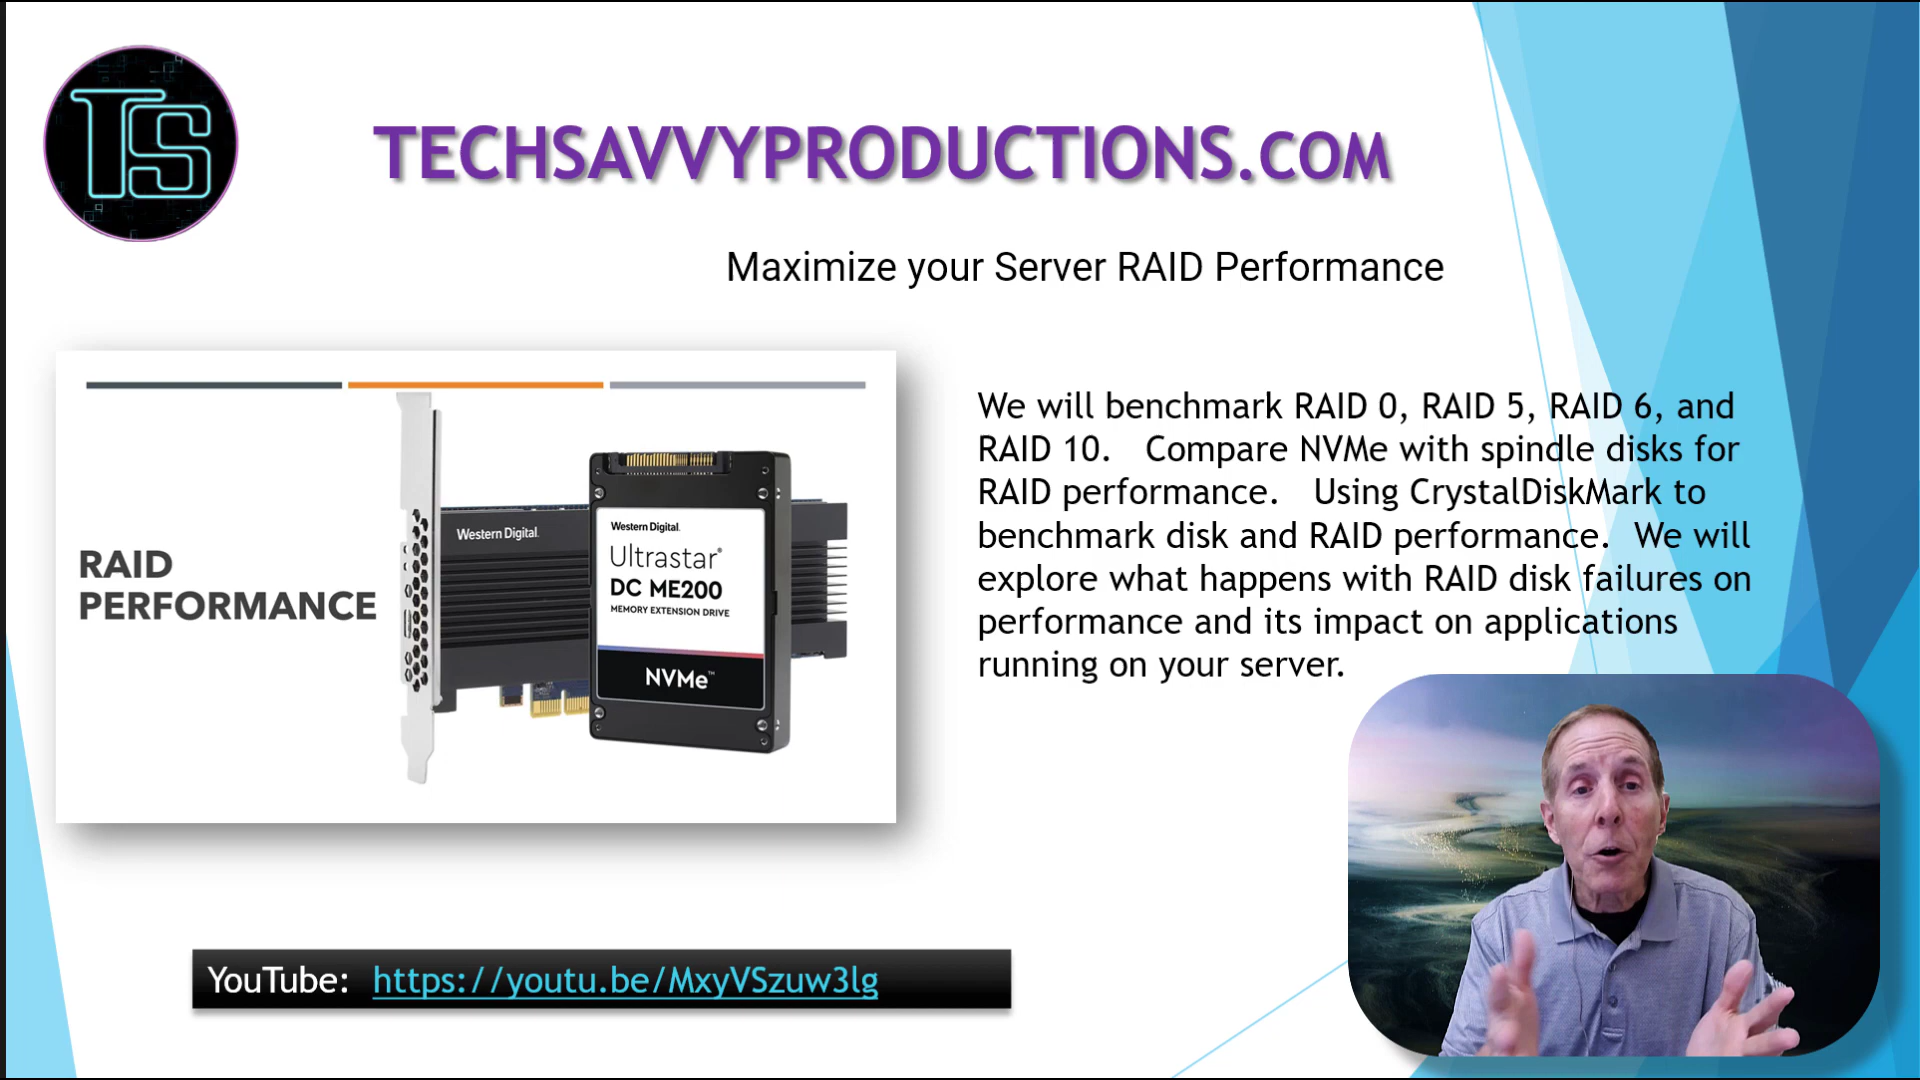 TS
TECHSAVVYPRODUCTIONS.COM
Maximize your Server RAID Performance
RAID
PERFORMANCE
Western Digital
Western Digital.
Ultrastar®
DC ME200
MEMORY EXTENSION DRIVE
NVMe™
We will benchmark RAID 0, RAID 5, RAID 6, and
RAID 10. Compare NVMe with spindle disks for
RAID performance. Using CrystalDiskMark to
benchmark disk and RAID performance. We will
explore what happens with RAID disk failures on
performance and its impact on applications
running on your server.
YouTube: https://youtu.be/MxyVSzuw3lg